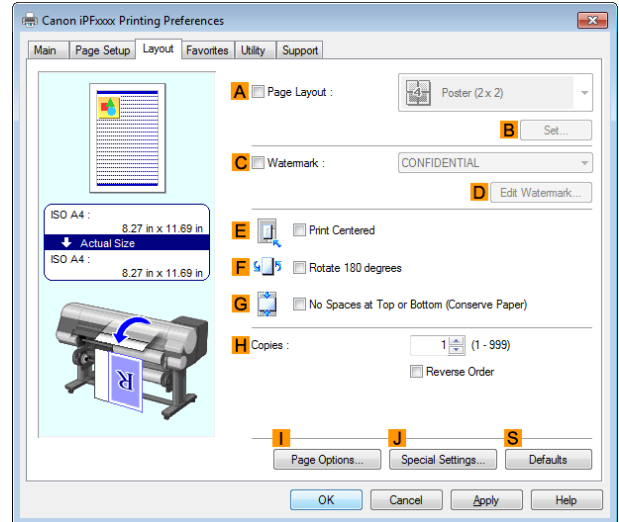 Canon iPFxxxx Printing Preferences
Main Page Setup Layout Favorites Utility Support
A Page Layout : 4 Poster (2 x 2)
B Set...
C Watermark : CONFIDENTIAL
D Edit Watermark...
ISO A4 :
8.27 in x 11.69 in
Actual Size
ISO A4 :
8.27 in x 11.69 in
E Print Centered
F Rotate 180 degrees
G No Spaces at Top or Bottom (Conserve Paper)
H Copies : 1 (1 - 999)
Reverse Order
R
I J S
Page Options... Special Settings... Defaults
OK Cancel Apply Help